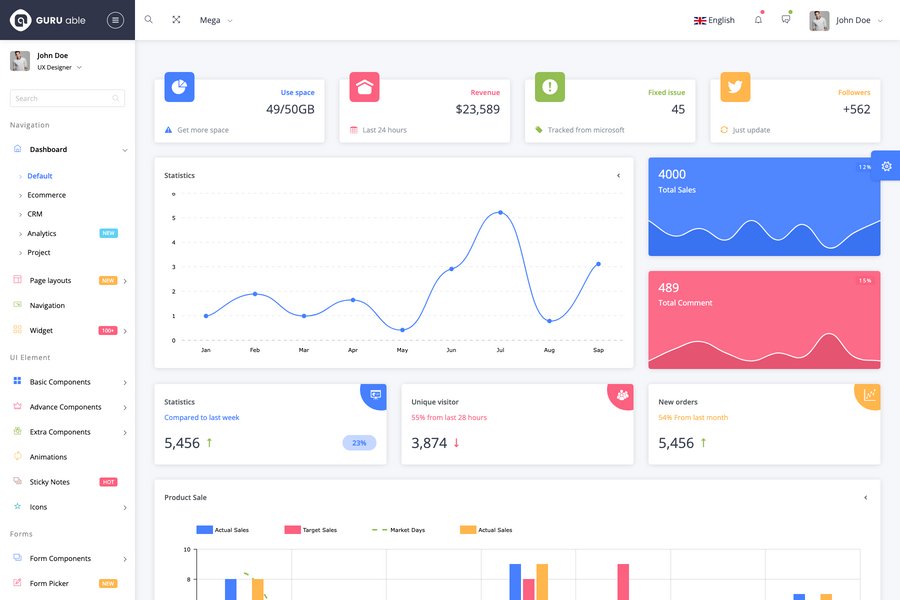 GURU able
Mega
English
John Doe
John Doe
UX Designer
Search
Navigation
Dashboard
Default
Ecommerce
CRM
Analytics NEW
Project
Page layouts NEW
Navigation
Widget 100+
UI Element
Basic Components
Advance Components
Extra Components
Animations
Sticky Notes HOT
Icons
Forms
Form Components
Form Picker NEW
Use space
49/50GB
Get more space
Revenue
$23,589
Last 24 hours
Fixed issue
45
Tracked from microsoft
Followers
+562
Just update
Statistics
6
5
4
3
2
1
0
Jan Feb Mar Apr May Jun Jul Aug Sap
4000 12%
Total Sales
489 15%
Total Comment
Statistics
Compared to last week
5,456 ↑ 23%
Unique visitor
55% from last 28 hours
3,874 ↓
New orders
54% From last month
5,456 ↑
Product Sale
Actual Sales Target Sales Market Days Actual Sales
10
8